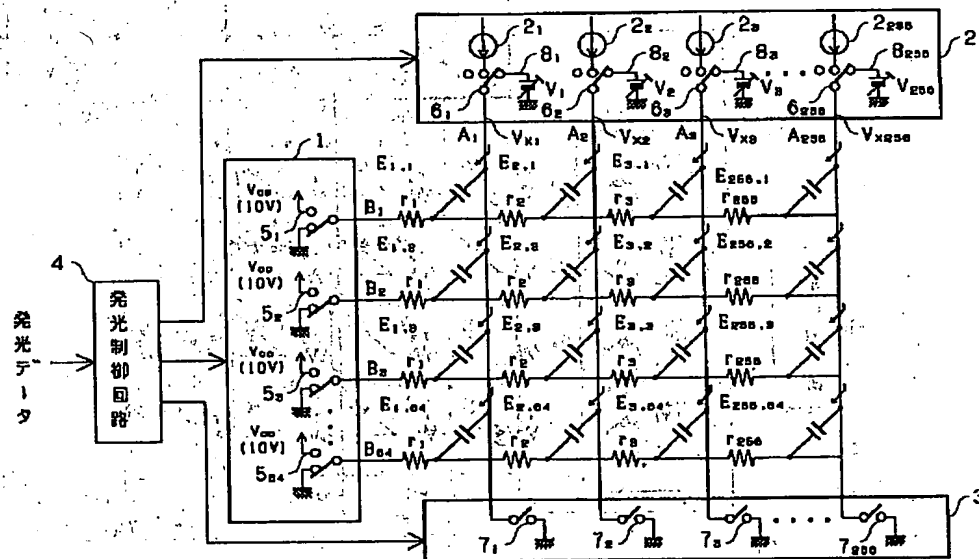 2₁ 2₂ 2₃ 2₂₅₆ 2
8₁ 8₂ 8₃ 8₂₅₆
V₁ V₂ V₃ V₂₅₆
6₁ 6₂ 6₃ 6₂₅₆
A₁ Vx₁ A₂ Vx₂ A₃ Vx₃ A₂₅₆ Vx₂₅₆
1
E₁.₁ E₂.₁ E₃.₁ E₂₅₆.₁
Vcc
(10V)
5₁
B₁ r₁ r₂ r₃ r₂₅₆
E₁.₂ E₂.₂ E₃.₂ E₂₅₆.₂
4
発光データ
発光制御回路
Vcc
(10V)
5₂
B₂ r₁ r₂ r₃ r₂₅₆
E₁.₃ E₂.₃ E₃.₃ E₂₅₆.₃
Vcc
(10V)
5₃
B₃ r₁ r₂ r₃ r₂₅₆
E₁.₆₄ E₂.₆₄ E₃.₆₄ E₂₅₆.₆₄
Vcc
(10V)
5₆₄
B₆₄ r₁ r₂ r₃ r₂₅₆
3
7₁ 7₂ 7₃ 7₂₅₆